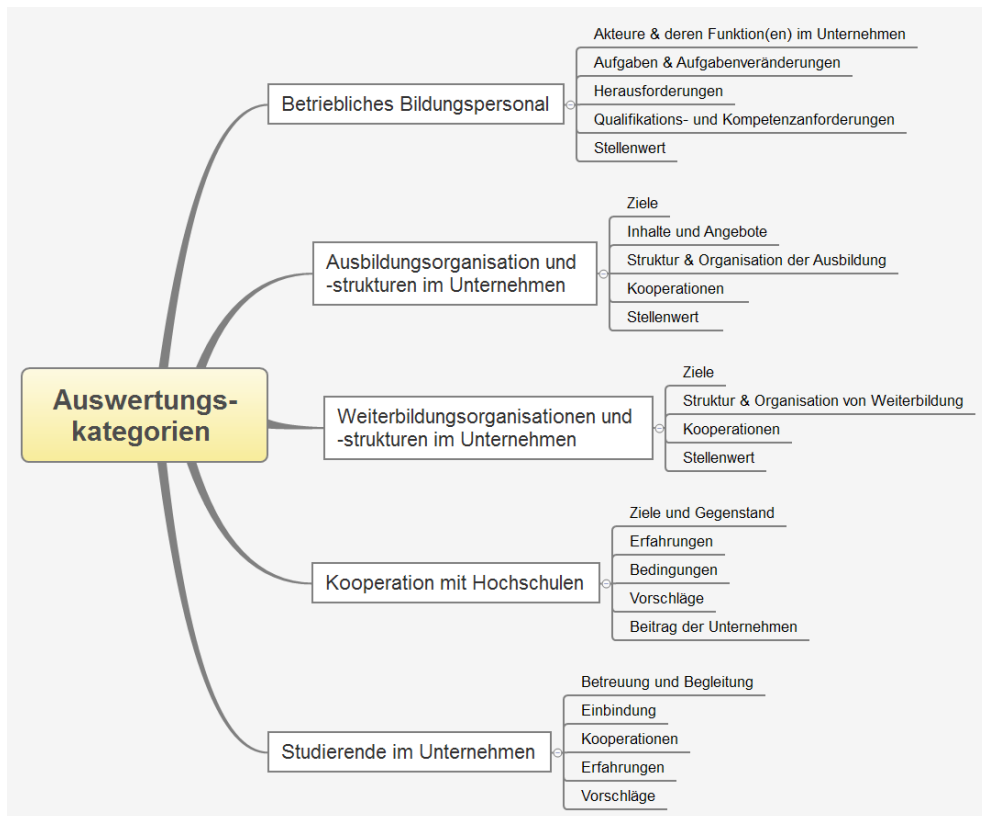 Auswertungs-
kategorien
Betriebliches Bildungspersonal
Akteure & deren Funktion(en) im Unternehmen
Aufgaben & Aufgabenveränderungen
Herausforderungen
Qualifikations- und Kompetenzanforderungen
Stellenwert
Ausbildungsorganisation und
-strukturen im Unternehmen
Ziele
Inhalte und Angebote
Struktur & Organisation der Ausbildung
Kooperationen
Stellenwert
Weiterbildungsorganisationen und
-strukturen im Unternehmen
Ziele
Struktur & Organisation von Weiterbildung
Kooperationen
Stellenwert
Kooperation mit Hochschulen
Ziele und Gegenstand
Erfahrungen
Bedingungen
Vorschläge
Beitrag der Unternehmen
Studierende im Unternehmen
Betreuung und Begleitung
Einbindung
Kooperationen
Erfahrungen
Vorschläge